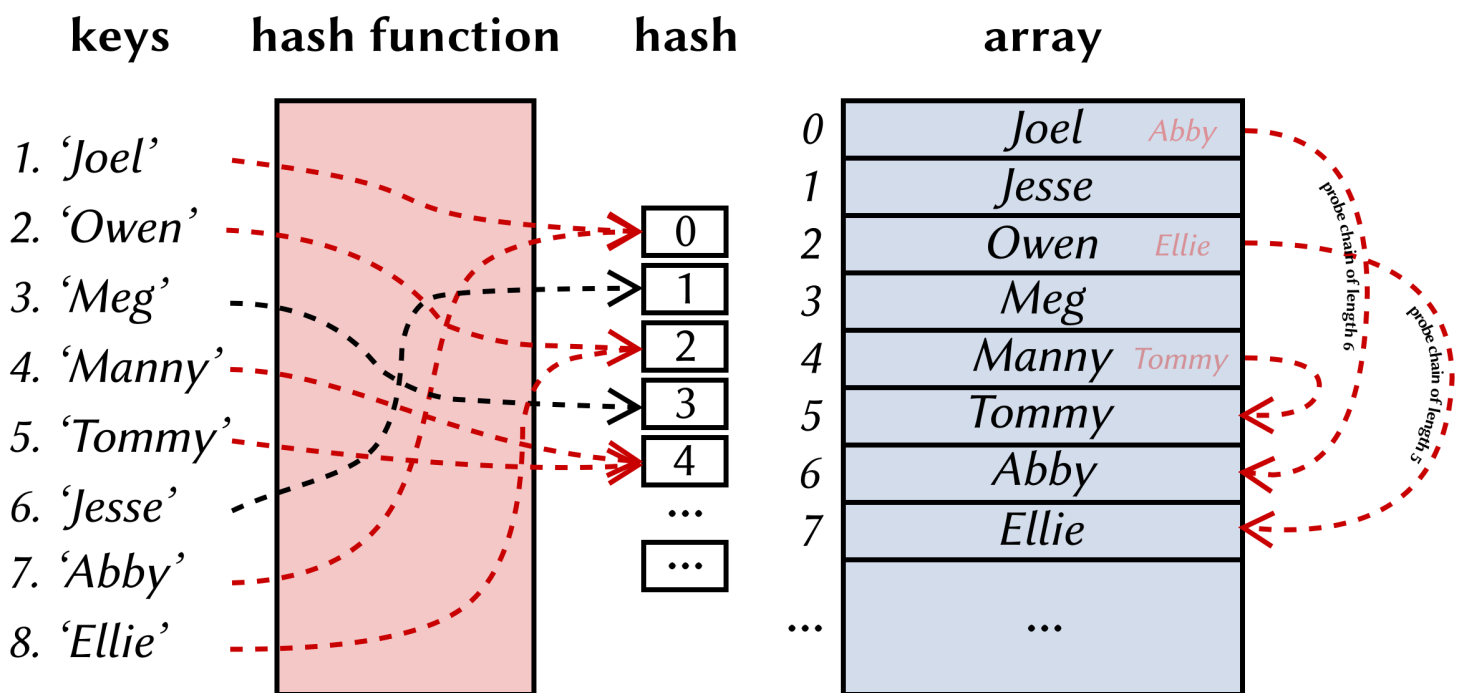 keys hash function hash array
1. ‘Joel’
2. ‘Owen’
3. ‘Meg’
4. ‘Manny’
5. ‘Tommy’
6. ‘Jesse’
7. ‘Abby’
8. ‘Ellie’
0
1
2
3
4
...
...
0 Joel Abby
1 Jesse
2 Owen Ellie
3 Meg
4 Manny Tommy
5 Tommy
6 Abby
7 Ellie
... ...
probe chain of length 6
probe chain of length 5